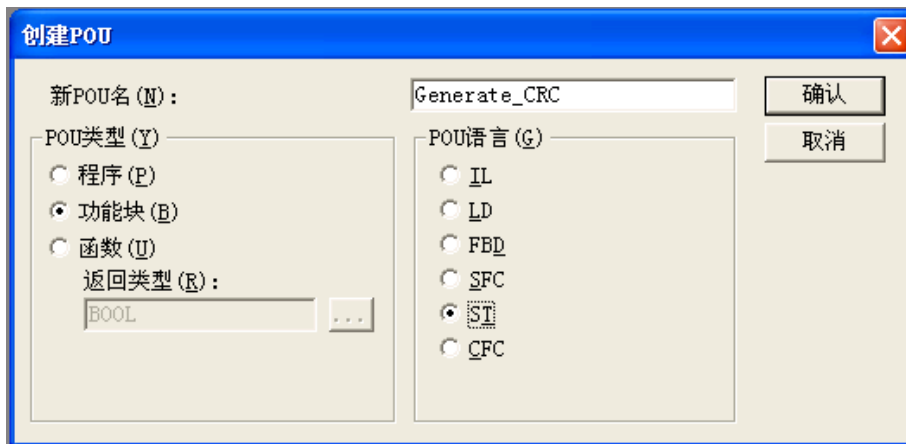 创建POU
新POU名(N):
Generate_CRC
确认
取消
POU类型(Y)
程序(P)
功能块(B)
函数(U)
返回类型(R):
BOOL
...
POU语言(G)
IL
LD
FBD
SFC
ST
CFC